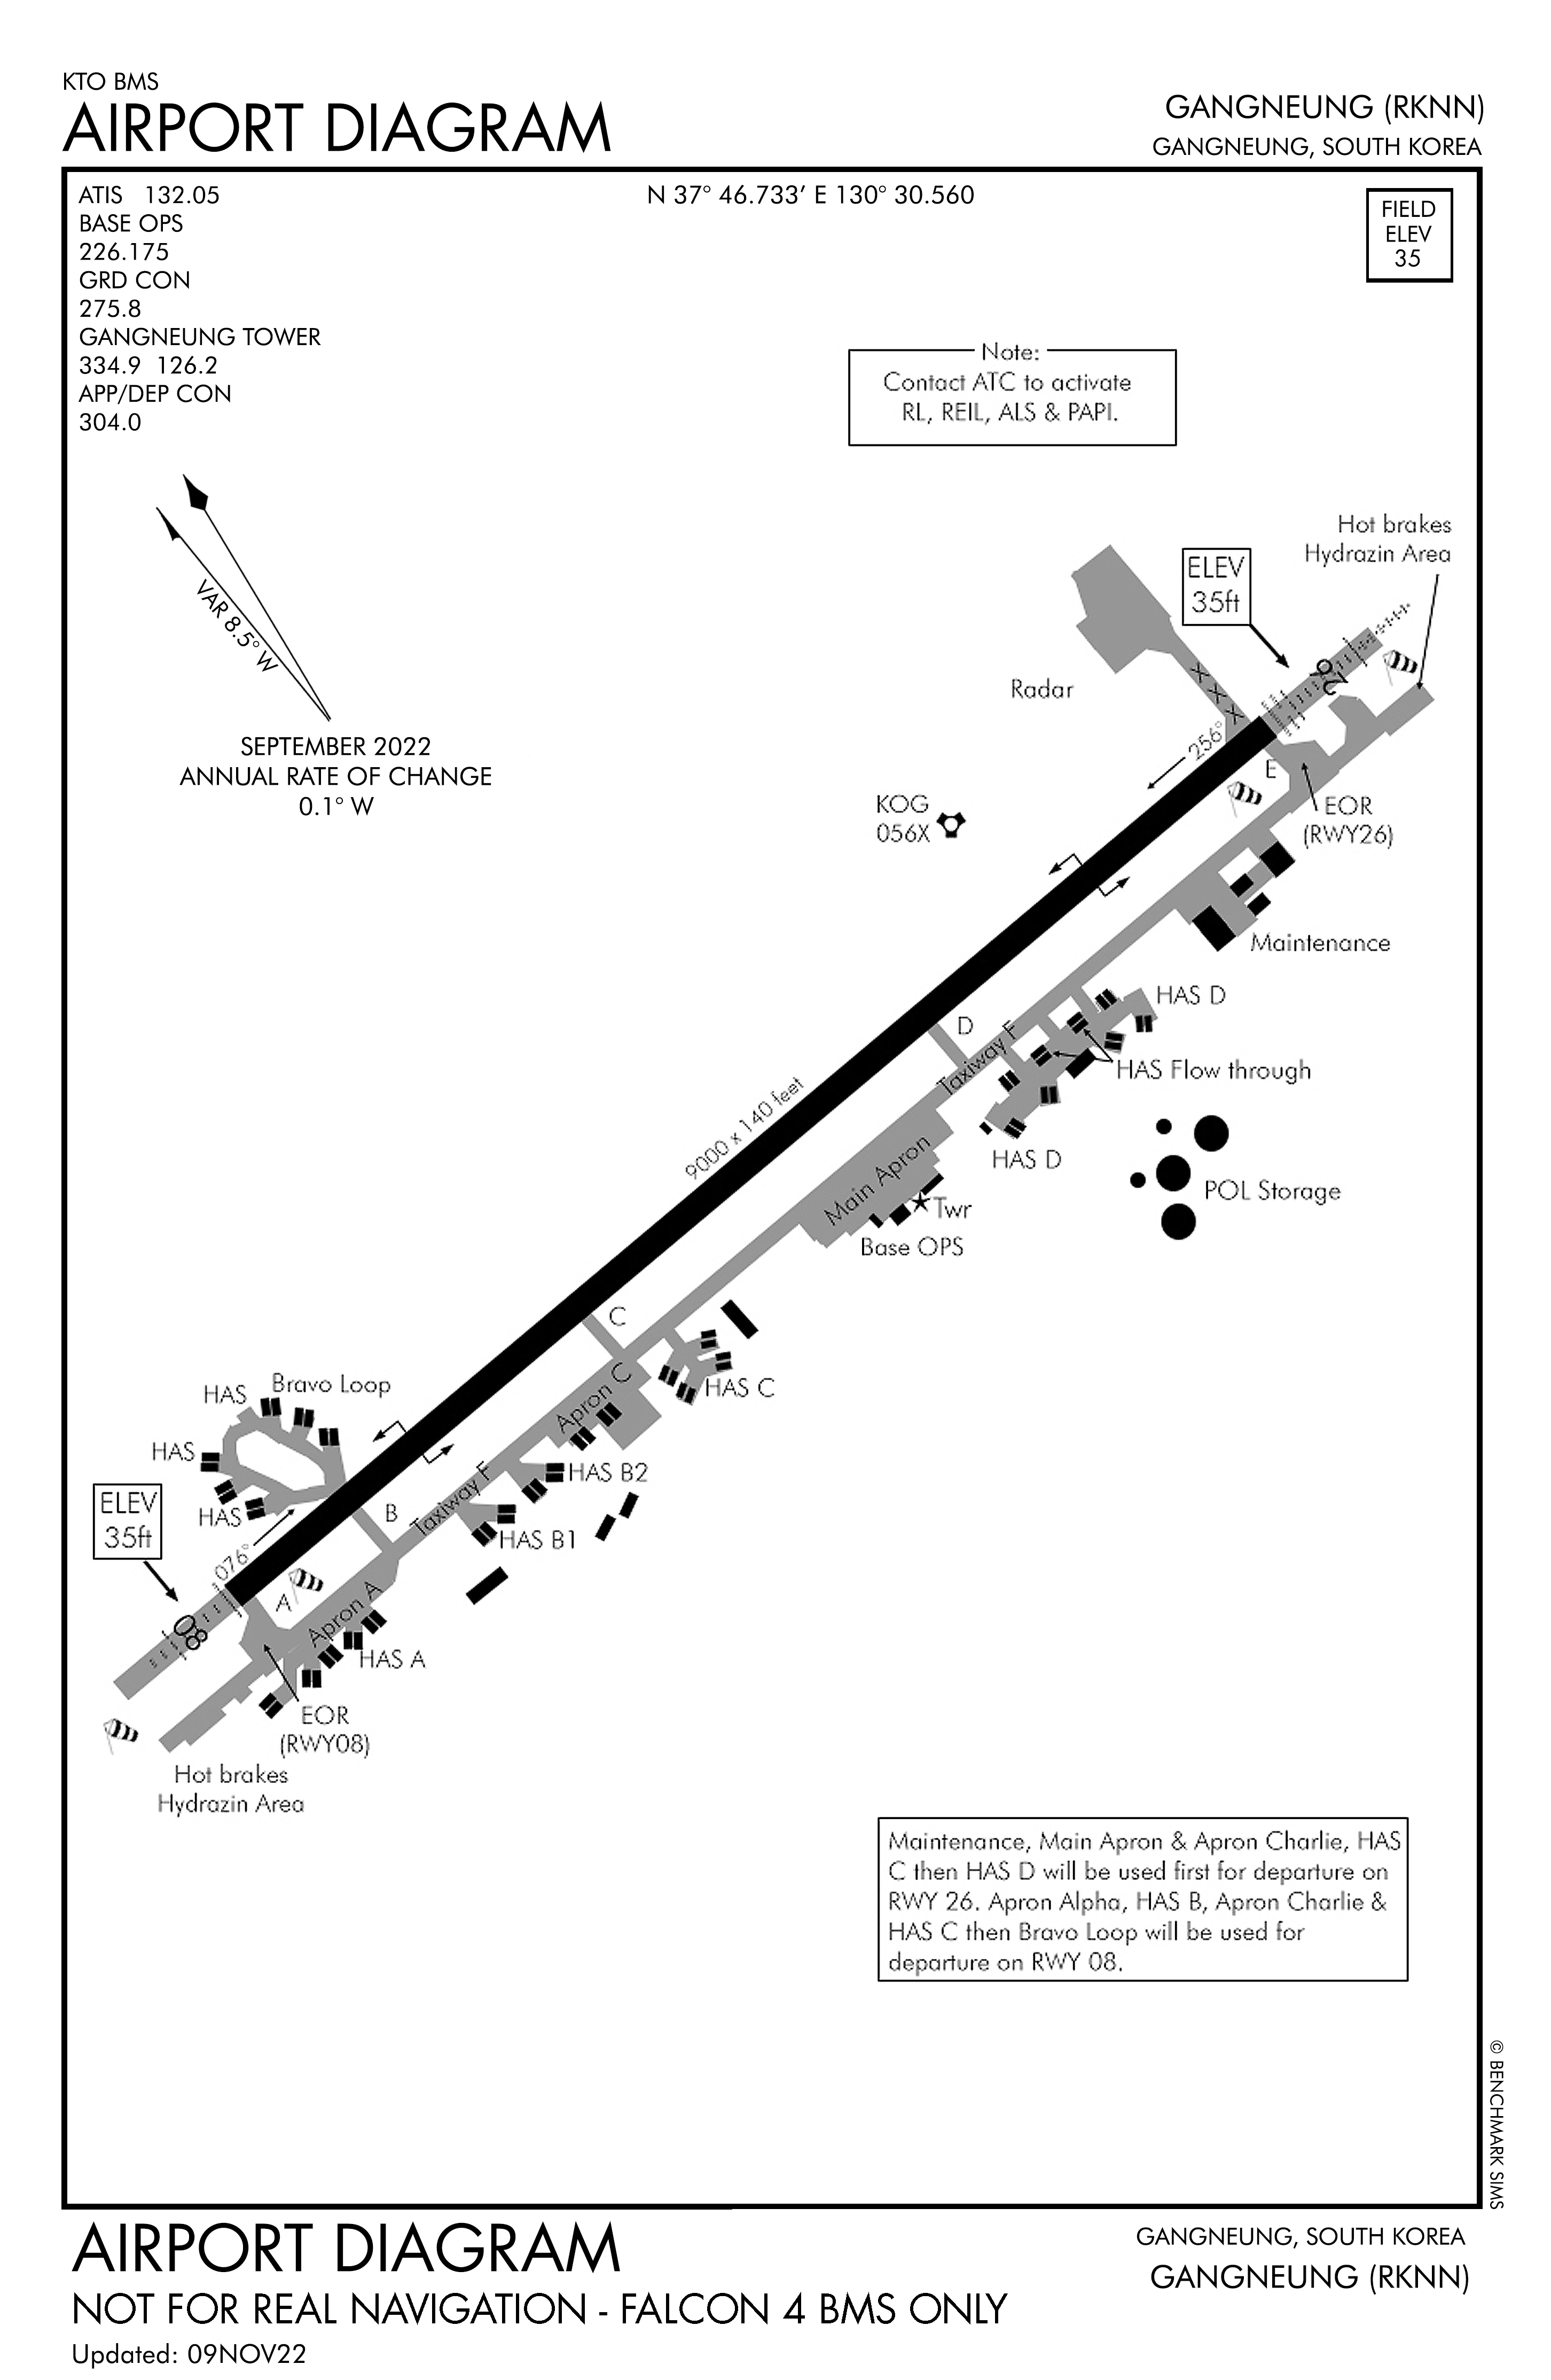 KTO BMS
AIRPORT DIAGRAM
GANGNEUNG (RKNN)
GANGNEUNG, SOUTH KOREA
ATIS 132.05
BASE OPS
226.175
GRD CON
275.8
GANGNEUNG TOWER
334.9 126.2
APP/DEP CON
304.0
N 37° 46.733’ E 130° 30.560
FIELD
ELEV
35
Note:
Contact ATC to activate
RL, REIL, ALS & PAPI.
VAR 8.5° W
SEPTEMBER 2022
ANNUAL RATE OF CHANGE
0.1° W
Hot brakes
Hydrazin Area
ELEV
35ft
26
Radar
X X X
256°
E
EOR
(RWY26)
KOG
056X
Maintenance
HAS D
D
Taxiway F
HAS Flow through
9000 x 140 feet
HAS D
Main Apron
POL Storage
Twr
Base OPS
C
Apron C
HAS C
Bravo Loop
HAS
HAS
HAS
HAS B2
Taxiway F
B
HAS B1
ELEV
35ft
076°
08
A
Apron A
HAS A
EOR
(RWY08)
Hot brakes
Hydrazin Area
Maintenance, Main Apron & Apron Charlie, HAS
C then HAS D will be used first for departure on
RWY 26. Apron Alpha, HAS B, Apron Charlie &
HAS C then Bravo Loop will be used for
departure on RWY 08.
© BENCHMARK SIMS
AIRPORT DIAGRAM
NOT FOR REAL NAVIGATION - FALCON 4 BMS ONLY
Updated: 09NOV22
GANGNEUNG, SOUTH KOREA
GANGNEUNG (RKNN)